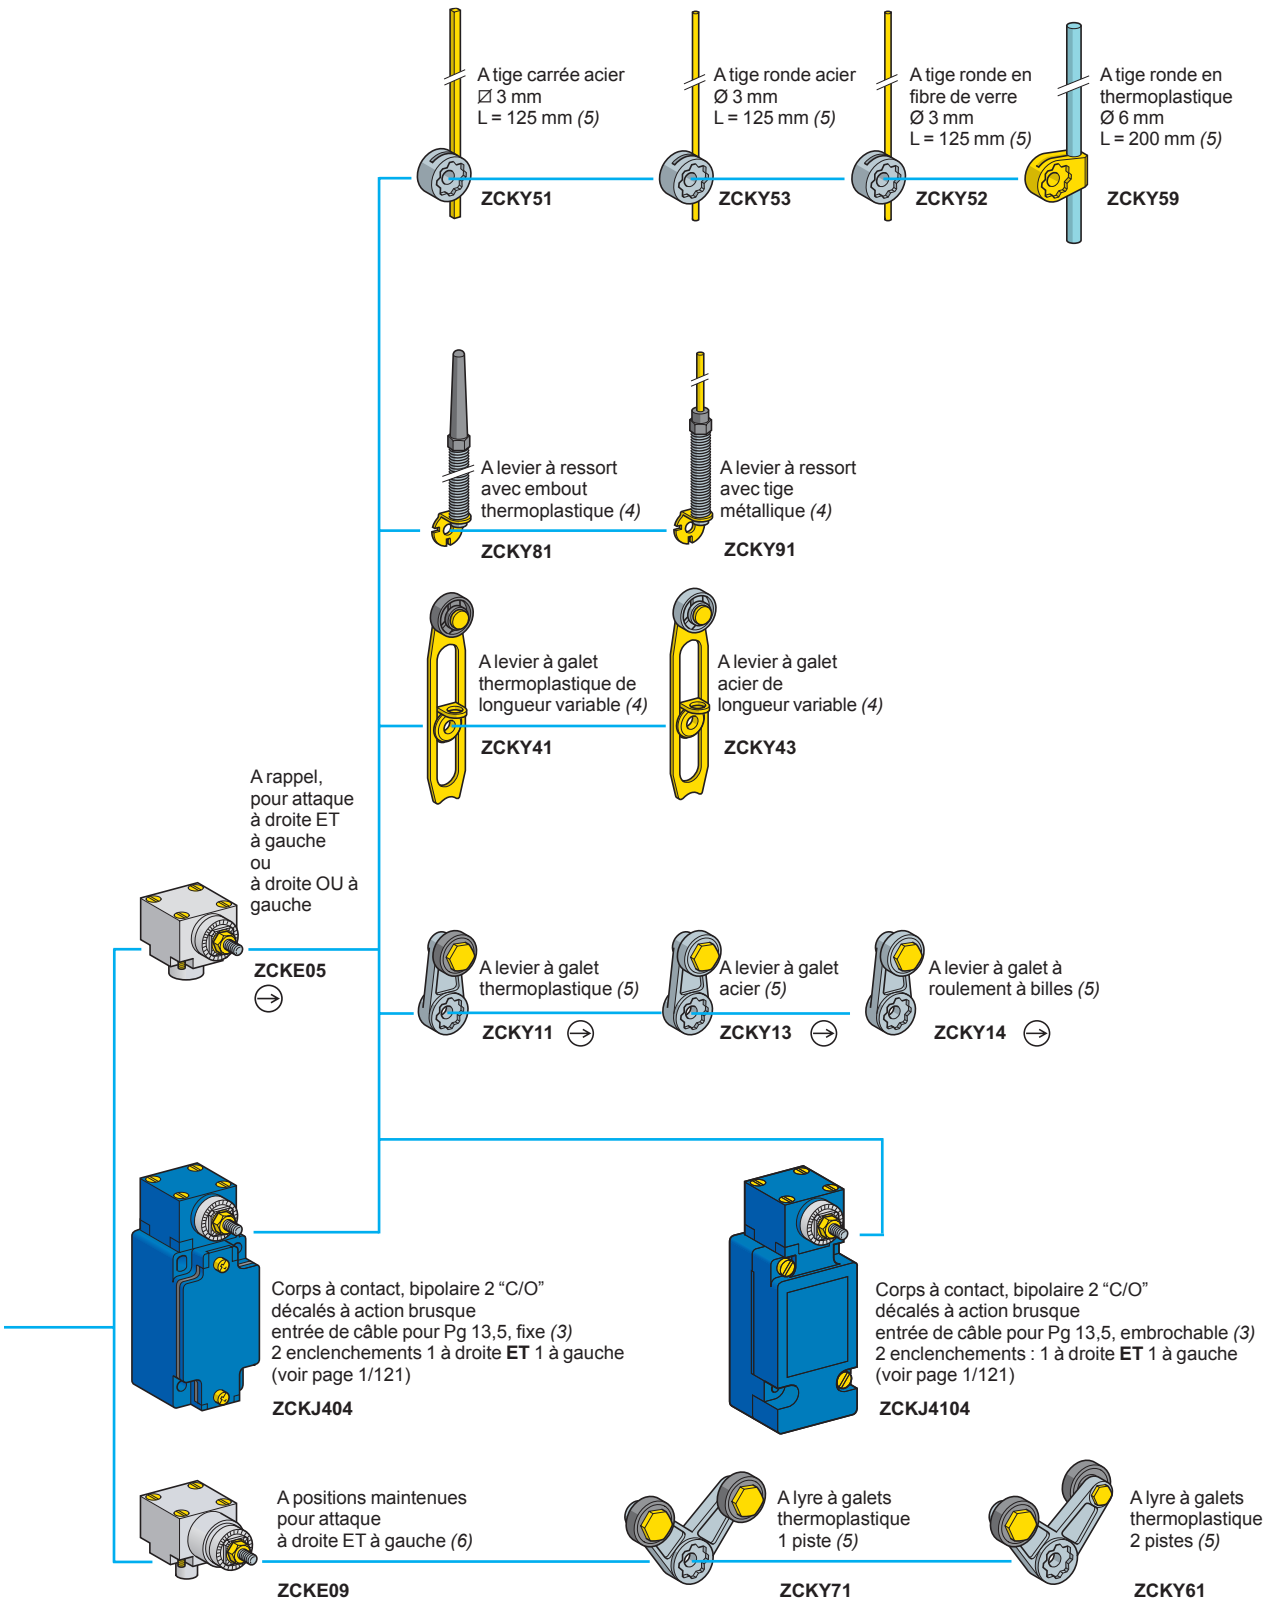 A tige carrée acier
⌀ 3 mm
L = 125 mm (5)
ZCKY51
A tige ronde acier
Ø 3 mm
L = 125 mm (5)
ZCKY53
A tige ronde en
fibre de verre
Ø 3 mm
L = 125 mm (5)
ZCKY52
A tige ronde en
thermoplastique
Ø 6 mm
L = 200 mm (5)
ZCKY59
A levier à ressort
avec embout
thermoplastique (4)
ZCKY81
A levier à ressort
avec tige
métallique (4)
ZCKY91
A levier à galet
thermoplastique de
longueur variable (4)
ZCKY41
A levier à galet
acier de
longueur variable (4)
ZCKY43
A rappel,
pour attaque
à droite ET
à gauche
ou
à droite OU à
gauche
ZCKE05
A levier à galet
thermoplastique (5)
ZCKY11
A levier à galet
acier (5)
ZCKY13
A levier à galet à
roulement à billes (5)
ZCKY14
Corps à contact, bipolaire 2 “C/O”
décalés à action brusque
entrée de câble pour Pg 13,5, fixe (3)
2 enclenchements 1 à droite ET 1 à gauche
(voir page 1/121)
ZCKJ404
Corps à contact, bipolaire 2 “C/O”
décalés à action brusque
entrée de câble pour Pg 13,5, embrochable (3)
2 enclenchements : 1 à droite ET 1 à gauche
(voir page 1/121)
ZCKJ4104
A positions maintenues
pour attaque
à droite ET à gauche (6)
ZCKE09
A lyre à galets
thermoplastique
1 piste (5)
ZCKY71
A lyre à galets
thermoplastique
2 pistes (5)
ZCKY61